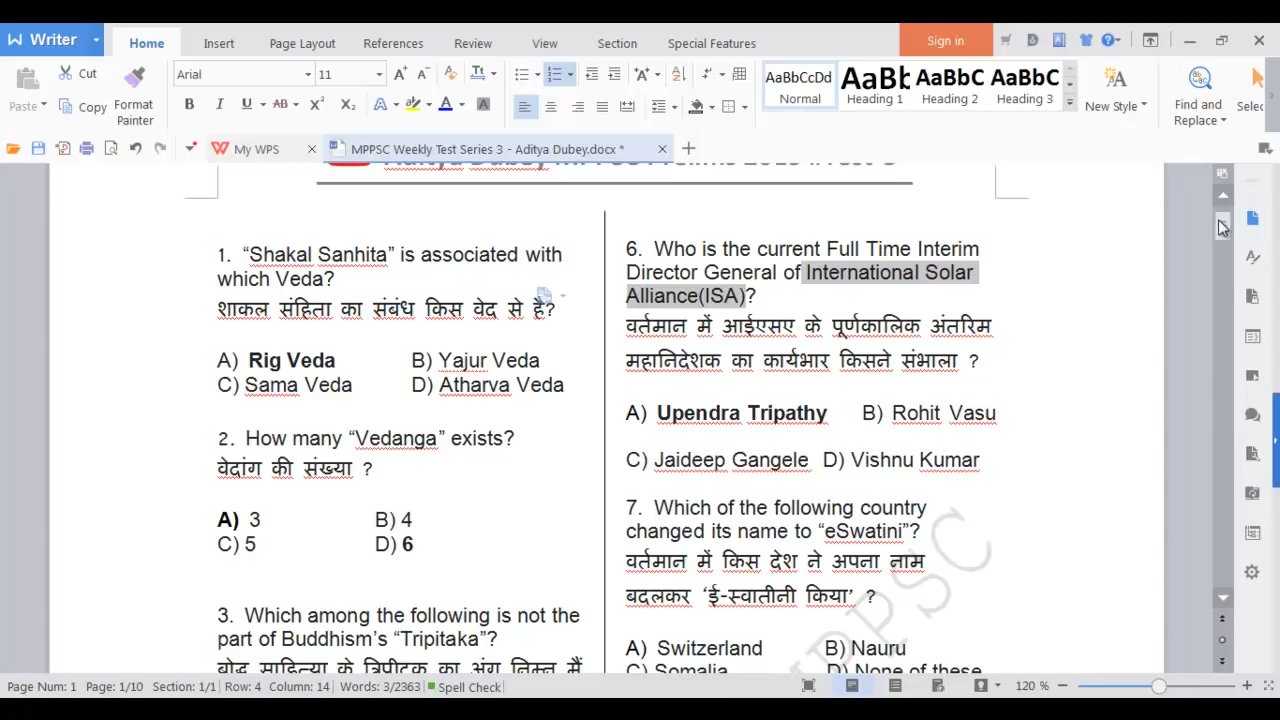 Writer
Home
Insert
Page Layout
References
Review
View
Section
Special Features
Sign in
Paste
Cut
Copy
Format
Painter
Arial
11
AaBbCcDd
Normal
AaBb
Heading 1
AaBbC
Heading 2
AaBbC
Heading 3
New Style
Find and
Replace
Selec
My WPS
MPPSC Weekly Test Series 3 - Aditya Dubey.docx *
1. “Shakal Sanhita” is associated with
which Veda?
शाकल संहिता का संबंध किस वेद से है?
A) Rig Veda B) Yajur Veda
C) Sama Veda D) Atharva Veda
2. How many “Vedanga” exists?
वेदांग की संख्या ?
A) 3 B) 4
C) 5 D) 6
3. Which among the following is not the
part of Buddhism’s “Tripitaka”?
6. Who is the current Full Time Interim
Director General of International Solar
Alliance(ISA)?
वर्तमान में आईएसए के पूर्णकालिक अंतरिम
महानिदेशक का कार्यभार किसने संभाला ?
A) Upendra Tripathy B) Rohit Vasu
C) Jaideep Gangele D) Vishnu Kumar
7. Which of the following country
changed its name to “eSwatini”?
वर्तमान में किस देश ने अपना नाम
बदलकर ‘ई-स्वातीनी किया’ ?
A) Switzerland B) Nauru
C) Somalia D) None of these
MPPSC
Page Num: 1 Page: 1/10 Section: 1/1 Row: 4 Column: 14 Words: 3/2363 Spell Check
120 %